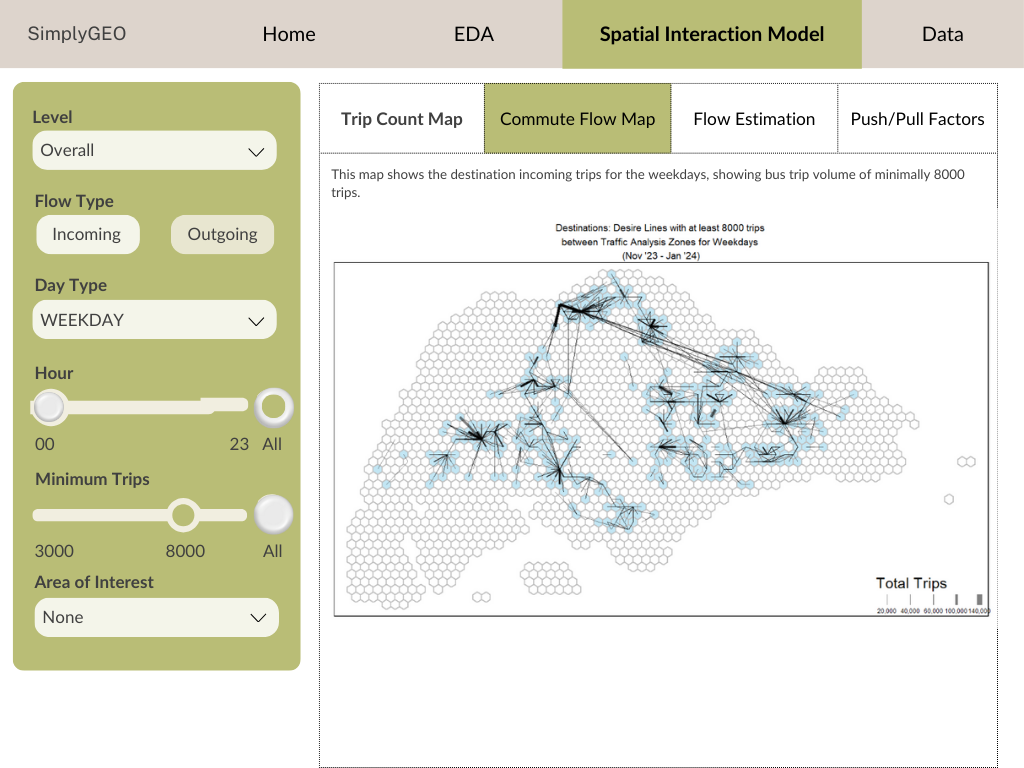 SimplyGEO
Home
EDA
Spatial Interaction Model
Data
Level
Overall
Flow Type
Incoming
Outgoing
Day Type
WEEKDAY
Hour
00
23
All
Minimum Trips
3000
8000
All
Area of Interest
None
Trip Count Map
Commute Flow Map
Flow Estimation
Push/Pull Factors
This map shows the destination incoming trips for the weekdays, showing bus trip volume of minimally 8000
trips.
Destinations: Desire Lines with at least 8000 trips
between Traffic Analysis Zones for Weekdays
(Nov '23 - Jan '24)
Total Trips
20,000 40,000 60,000 100,000 140,000